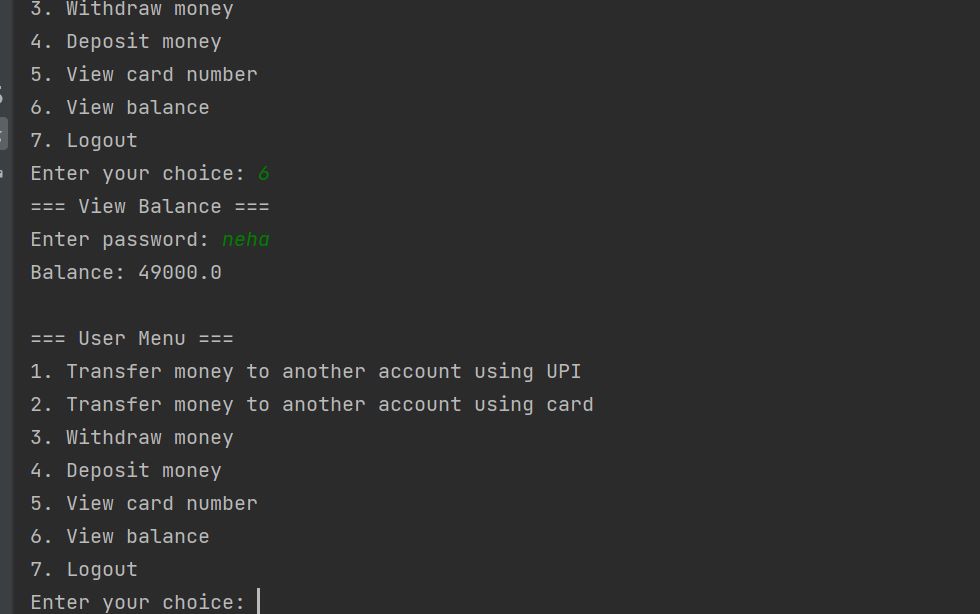 3. Withdraw money
4. Deposit money
5. View card number
6. View balance
7. Logout
Enter your choice: 6
=== View Balance ===
Enter password: neha
Balance: 49000.0
=== User Menu ===
1. Transfer money to another account using UPI
2. Transfer money to another account using card
3. Withdraw money
4. Deposit money
5. View card number
6. View balance
7. Logout
Enter your choice: